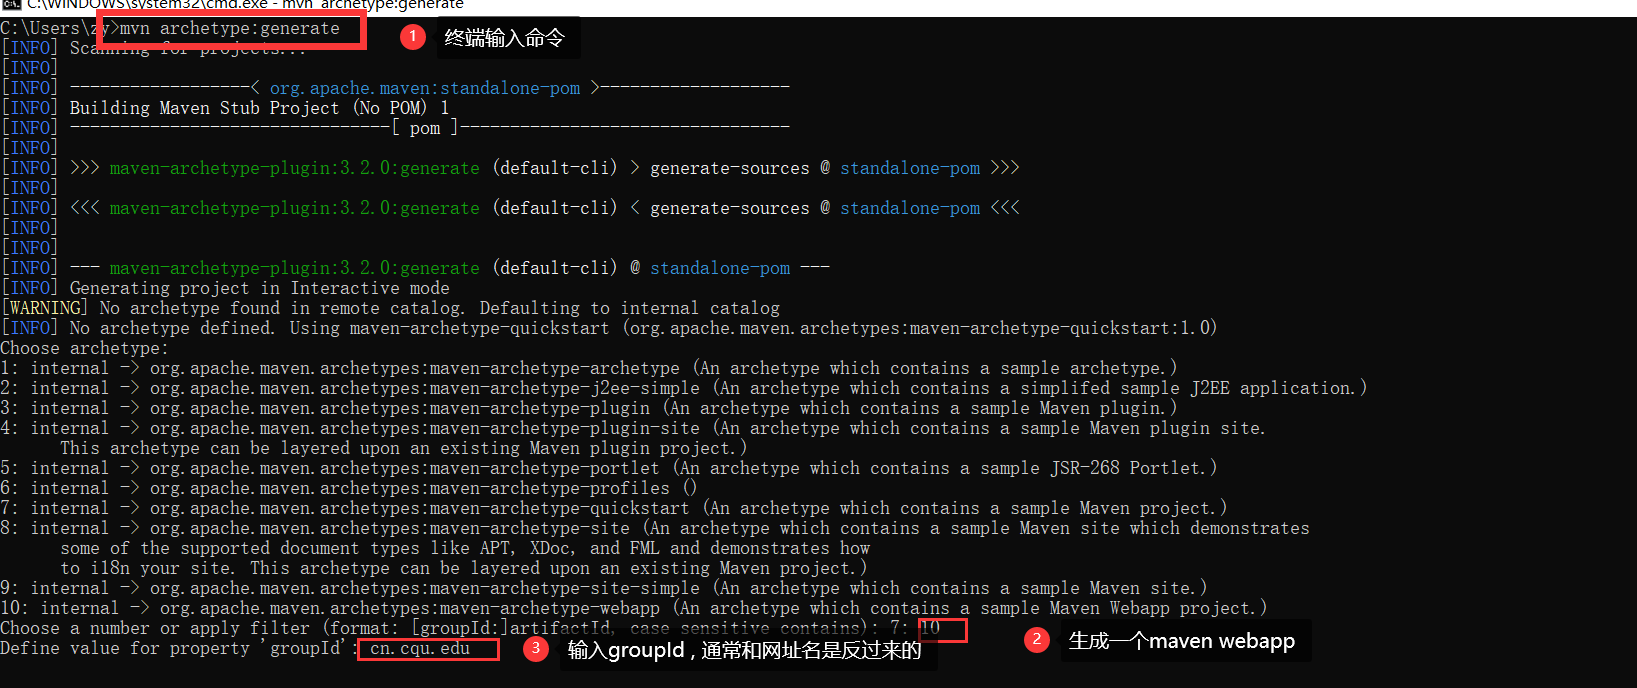 C:\WINDOWS\system32\cmd.exe - mvn archetype:generate
C:\Users\zy>mvn archetype:generate
1 终端输入命令
[INFO] Scanning for projects...
[INFO]
[INFO] ------------------< org.apache.maven:standalone-pom >-------------------
[INFO] Building Maven Stub Project (No POM) 1
[INFO] --------------------------------[ pom ]---------------------------------
[INFO]
[INFO] >>> maven-archetype-plugin:3.2.0:generate (default-cli) > generate-sources @ standalone-pom >>>
[INFO]
[INFO] <<< maven-archetype-plugin:3.2.0:generate (default-cli) < generate-sources @ standalone-pom <<<
[INFO]
[INFO]
[INFO] --- maven-archetype-plugin:3.2.0:generate (default-cli) @ standalone-pom ---
[INFO] Generating project in Interactive mode
[WARNING] No archetype found in remote catalog. Defaulting to internal catalog
[INFO] No archetype defined. Using maven-archetype-quickstart (org.apache.maven.archetypes:maven-archetype-quickstart:1.0)
Choose archetype:
1: internal -> org.apache.maven.archetypes:maven-archetype-archetype (An archetype which contains a sample archetype.)
2: internal -> org.apache.maven.archetypes:maven-archetype-j2ee-simple (An archetype which contains a simplifed sample J2EE application.)
3: internal -> org.apache.maven.archetypes:maven-archetype-plugin (An archetype which contains a sample Maven plugin.)
4: internal -> org.apache.maven.archetypes:maven-archetype-plugin-site (An archetype which contains a sample Maven plugin site.
This archetype can be layered upon an existing Maven plugin project.)
5: internal -> org.apache.maven.archetypes:maven-archetype-portlet (An archetype which contains a sample JSR-268 Portlet.)
6: internal -> org.apache.maven.archetypes:maven-archetype-profiles ()
7: internal -> org.apache.maven.archetypes:maven-archetype-quickstart (An archetype which contains a sample Maven project.)
8: internal -> org.apache.maven.archetypes:maven-archetype-site (An archetype which contains a sample Maven site which demonstrates
some of the supported document types like APT, XDoc, and FML and demonstrates how
to i18n your site. This archetype can be layered upon an existing Maven project.)
9: internal -> org.apache.maven.archetypes:maven-archetype-site-simple (An archetype which contains a sample Maven site.)
10: internal -> org.apache.maven.archetypes:maven-archetype-webapp (An archetype which contains a sample Maven Webapp project.)
Choose a number or apply filter (format: [groupId:]artifactId, case sensitive contains): 7: 10
2 生成一个maven webapp
Define value for property 'groupId': cn.cqu.edu
3 输入groupId , 通常和网址名是反过来的